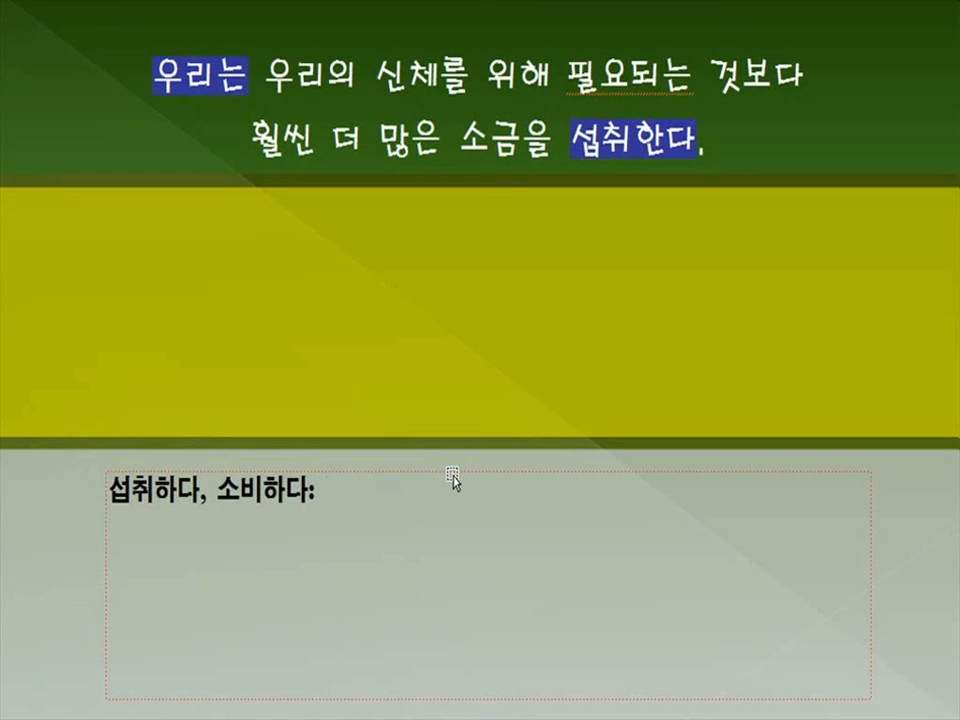 우리는 우리의 신체를 위해 필요되는 것보다
훨씬 더 많은 소금을 섭취한다.
섭취하다, 소비하다: